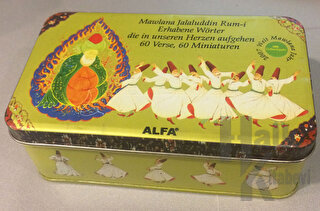 Mawlana Jalaluddin Rum-i
Erhabene Wörter
die in unseren Herzen aufgehen
60 Verse, 60 Miniaturen
ALFA